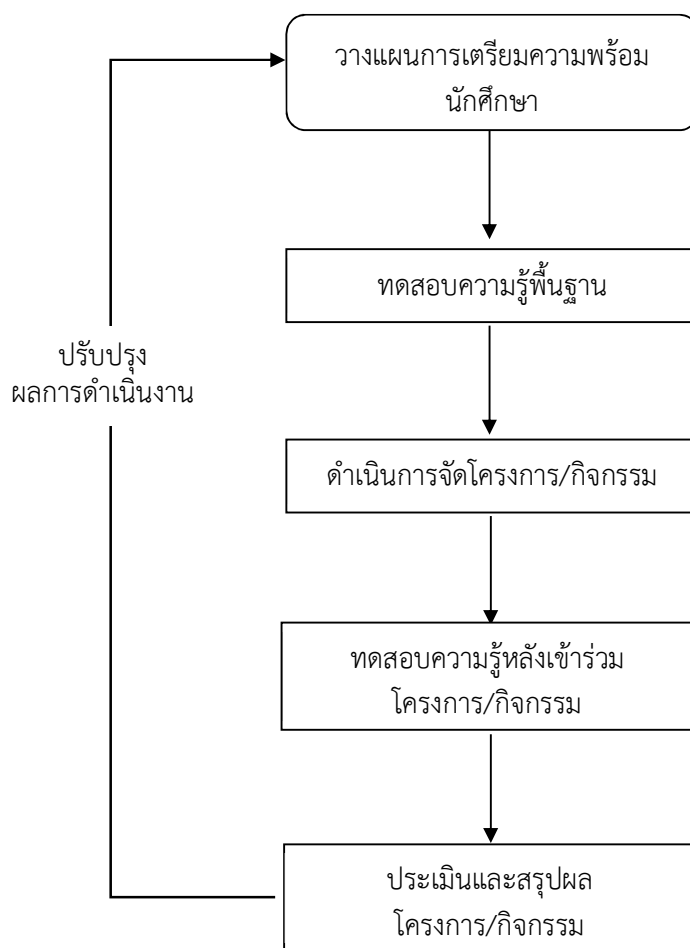 วางแผนการเตรียมความพร้อม
นักศึกษา
ทดสอบความรู้พื้นฐาน
ปรับปรุง
ผลการดำเนินงาน
ดำเนินการจัดโครงการ/กิจกรรม
ทดสอบความรู้หลังเข้าร่วม
โครงการ/กิจกรรม
ประเมินและสรุปผล
โครงการ/กิจกรรม